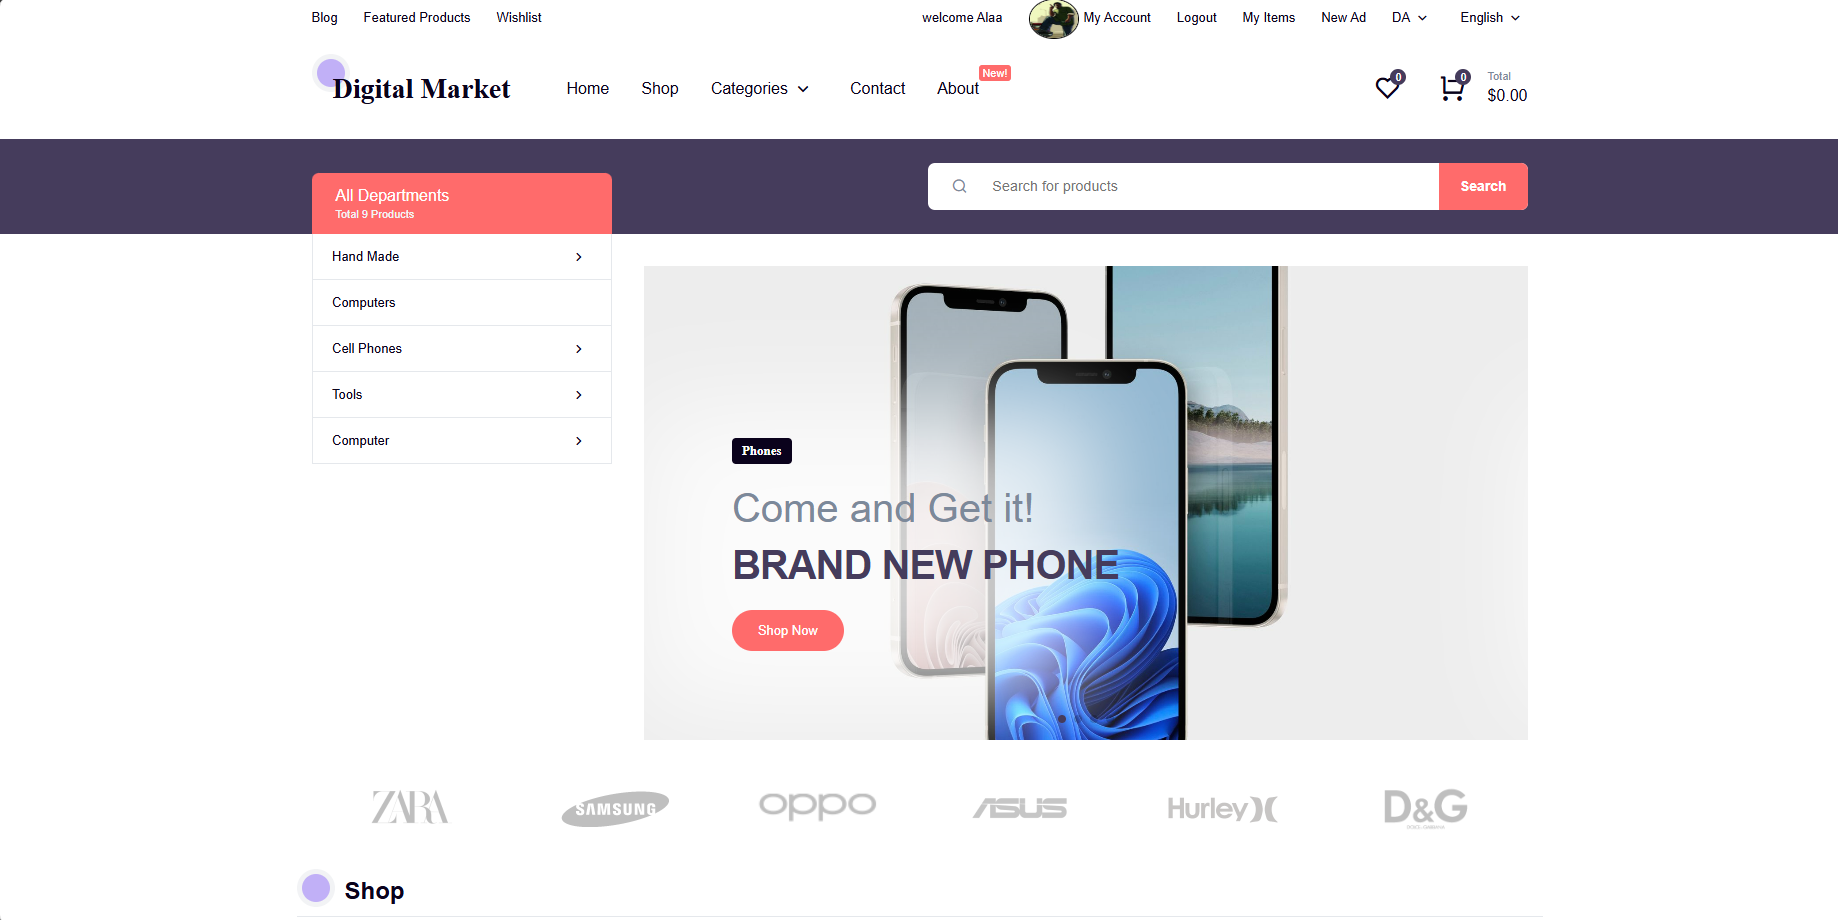 Blog Featured Products Wishlist welcome Alaa My Account Logout My Items New Ad DA English
New!
Digital Market Home Shop Categories Contact About 0 0 Total
$0.00
All Departments
Total 9 Products
Search for products Search
Hand Made
Computers
Cell Phones
Tools
Computer
Phones
Come and Get it!
BRAND NEW PHONE
Shop Now
ZARA SAMSUNG oppo ASUS Hurley D&G
DOLCE & GABBANA
Shop